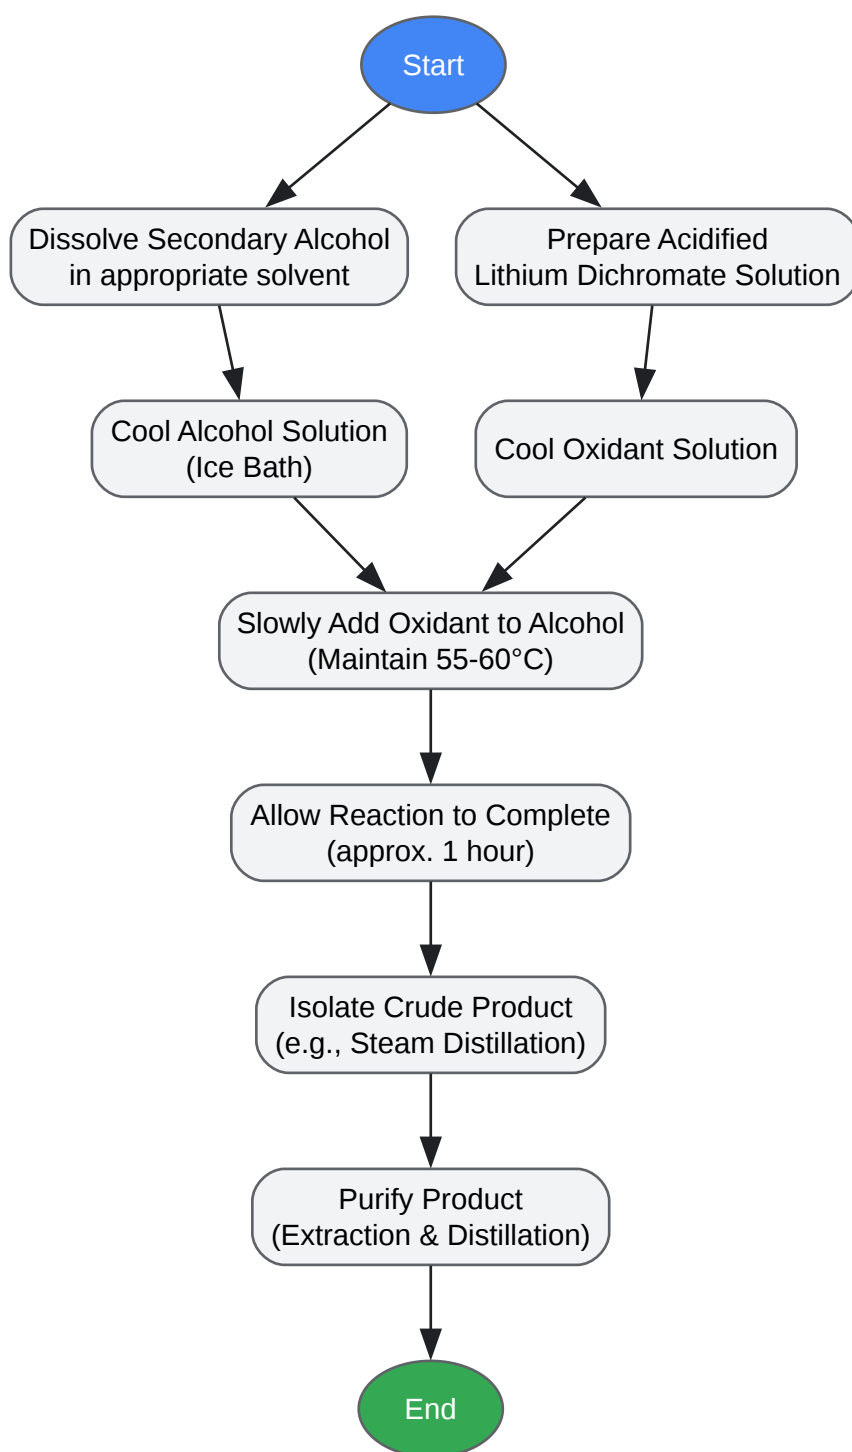 Start
Dissolve Secondary Alcohol
in appropriate solvent
Prepare Acidified
Lithium Dichromate Solution
Cool Alcohol Solution
(Ice Bath)
Cool Oxidant Solution
Slowly Add Oxidant to Alcohol
(Maintain 55-60°C)
Allow Reaction to Complete
(approx. 1 hour)
Isolate Crude Product
(e.g., Steam Distillation)
Purify Product
(Extraction & Distillation)
End